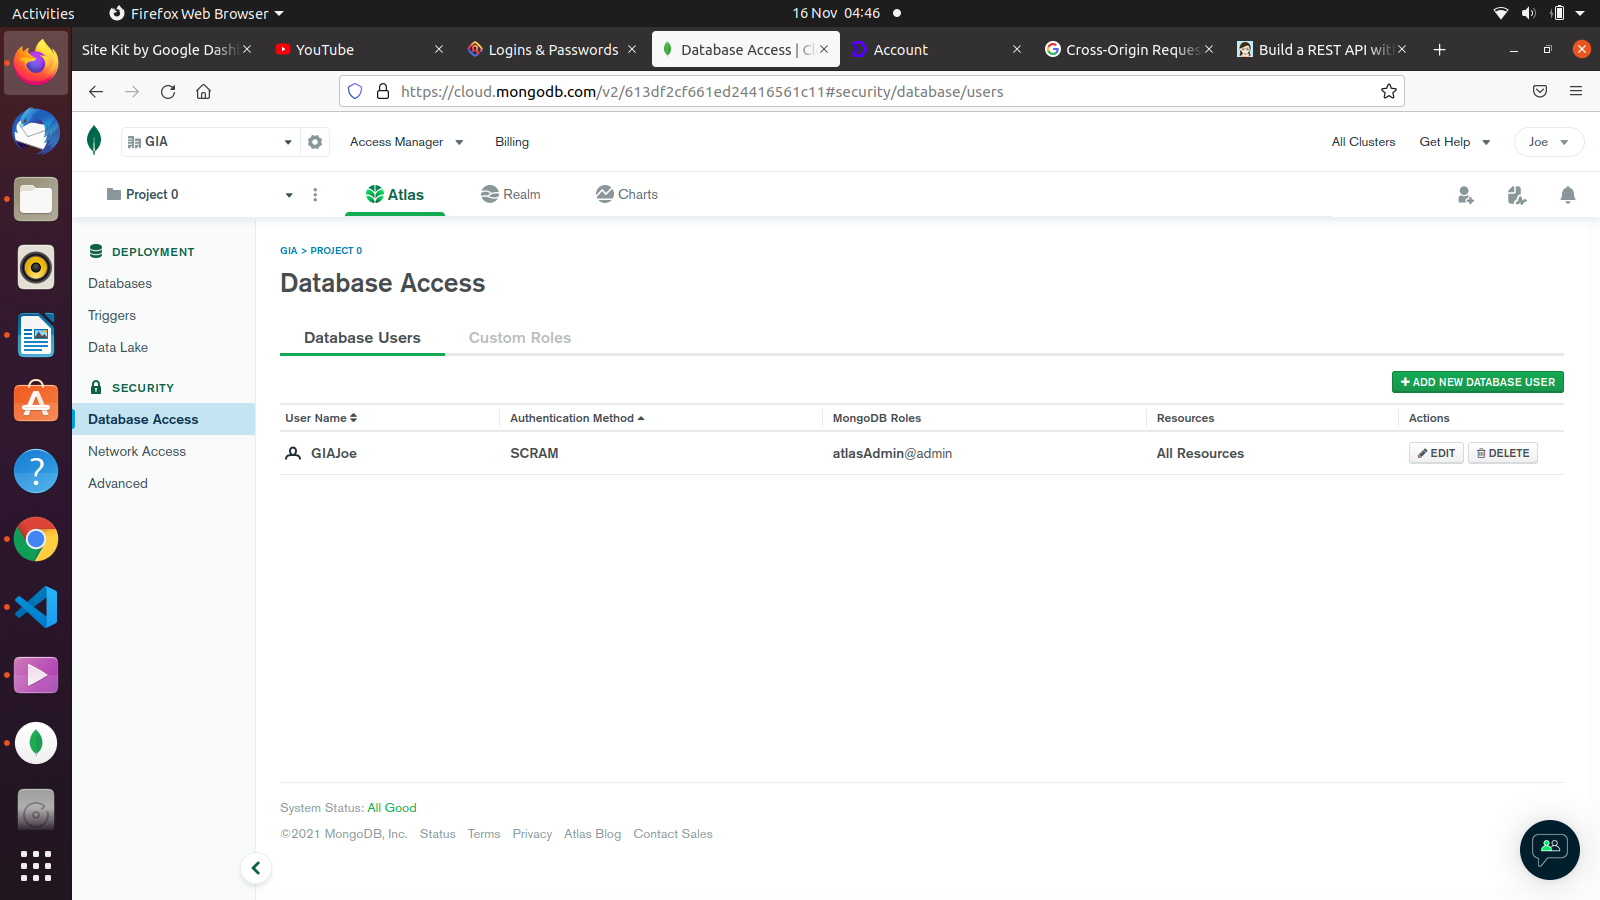 Activities
Firefox Web Browser
16 Nov 04:46
Site Kit by Google Dash
YouTube
Logins & Passwords
Database Access | Cl
Account
Cross-Origin Reques
Build a REST API wit
https://cloud.mongodb.com/v2/613df2cf661ed24416561c11#security/database/users
GIA
Access Manager
Billing
All Clusters
Get Help
Joe
Project 0
Atlas
Realm
Charts
DEPLOYMENT
Databases
Triggers
Data Lake
SECURITY
Database Access
Network Access
Advanced
GIA > PROJECT 0
Database Access
Database Users
Custom Roles
+ ADD NEW DATABASE USER
User Name
Authentication Method
MongoDB Roles
Resources
Actions
GIAJoe
SCRAM
atlasAdmin@admin
All Resources
EDIT
DELETE
System Status: All Good
©2021 MongoDB, Inc.
Status
Terms
Privacy
Atlas Blog
Contact Sales